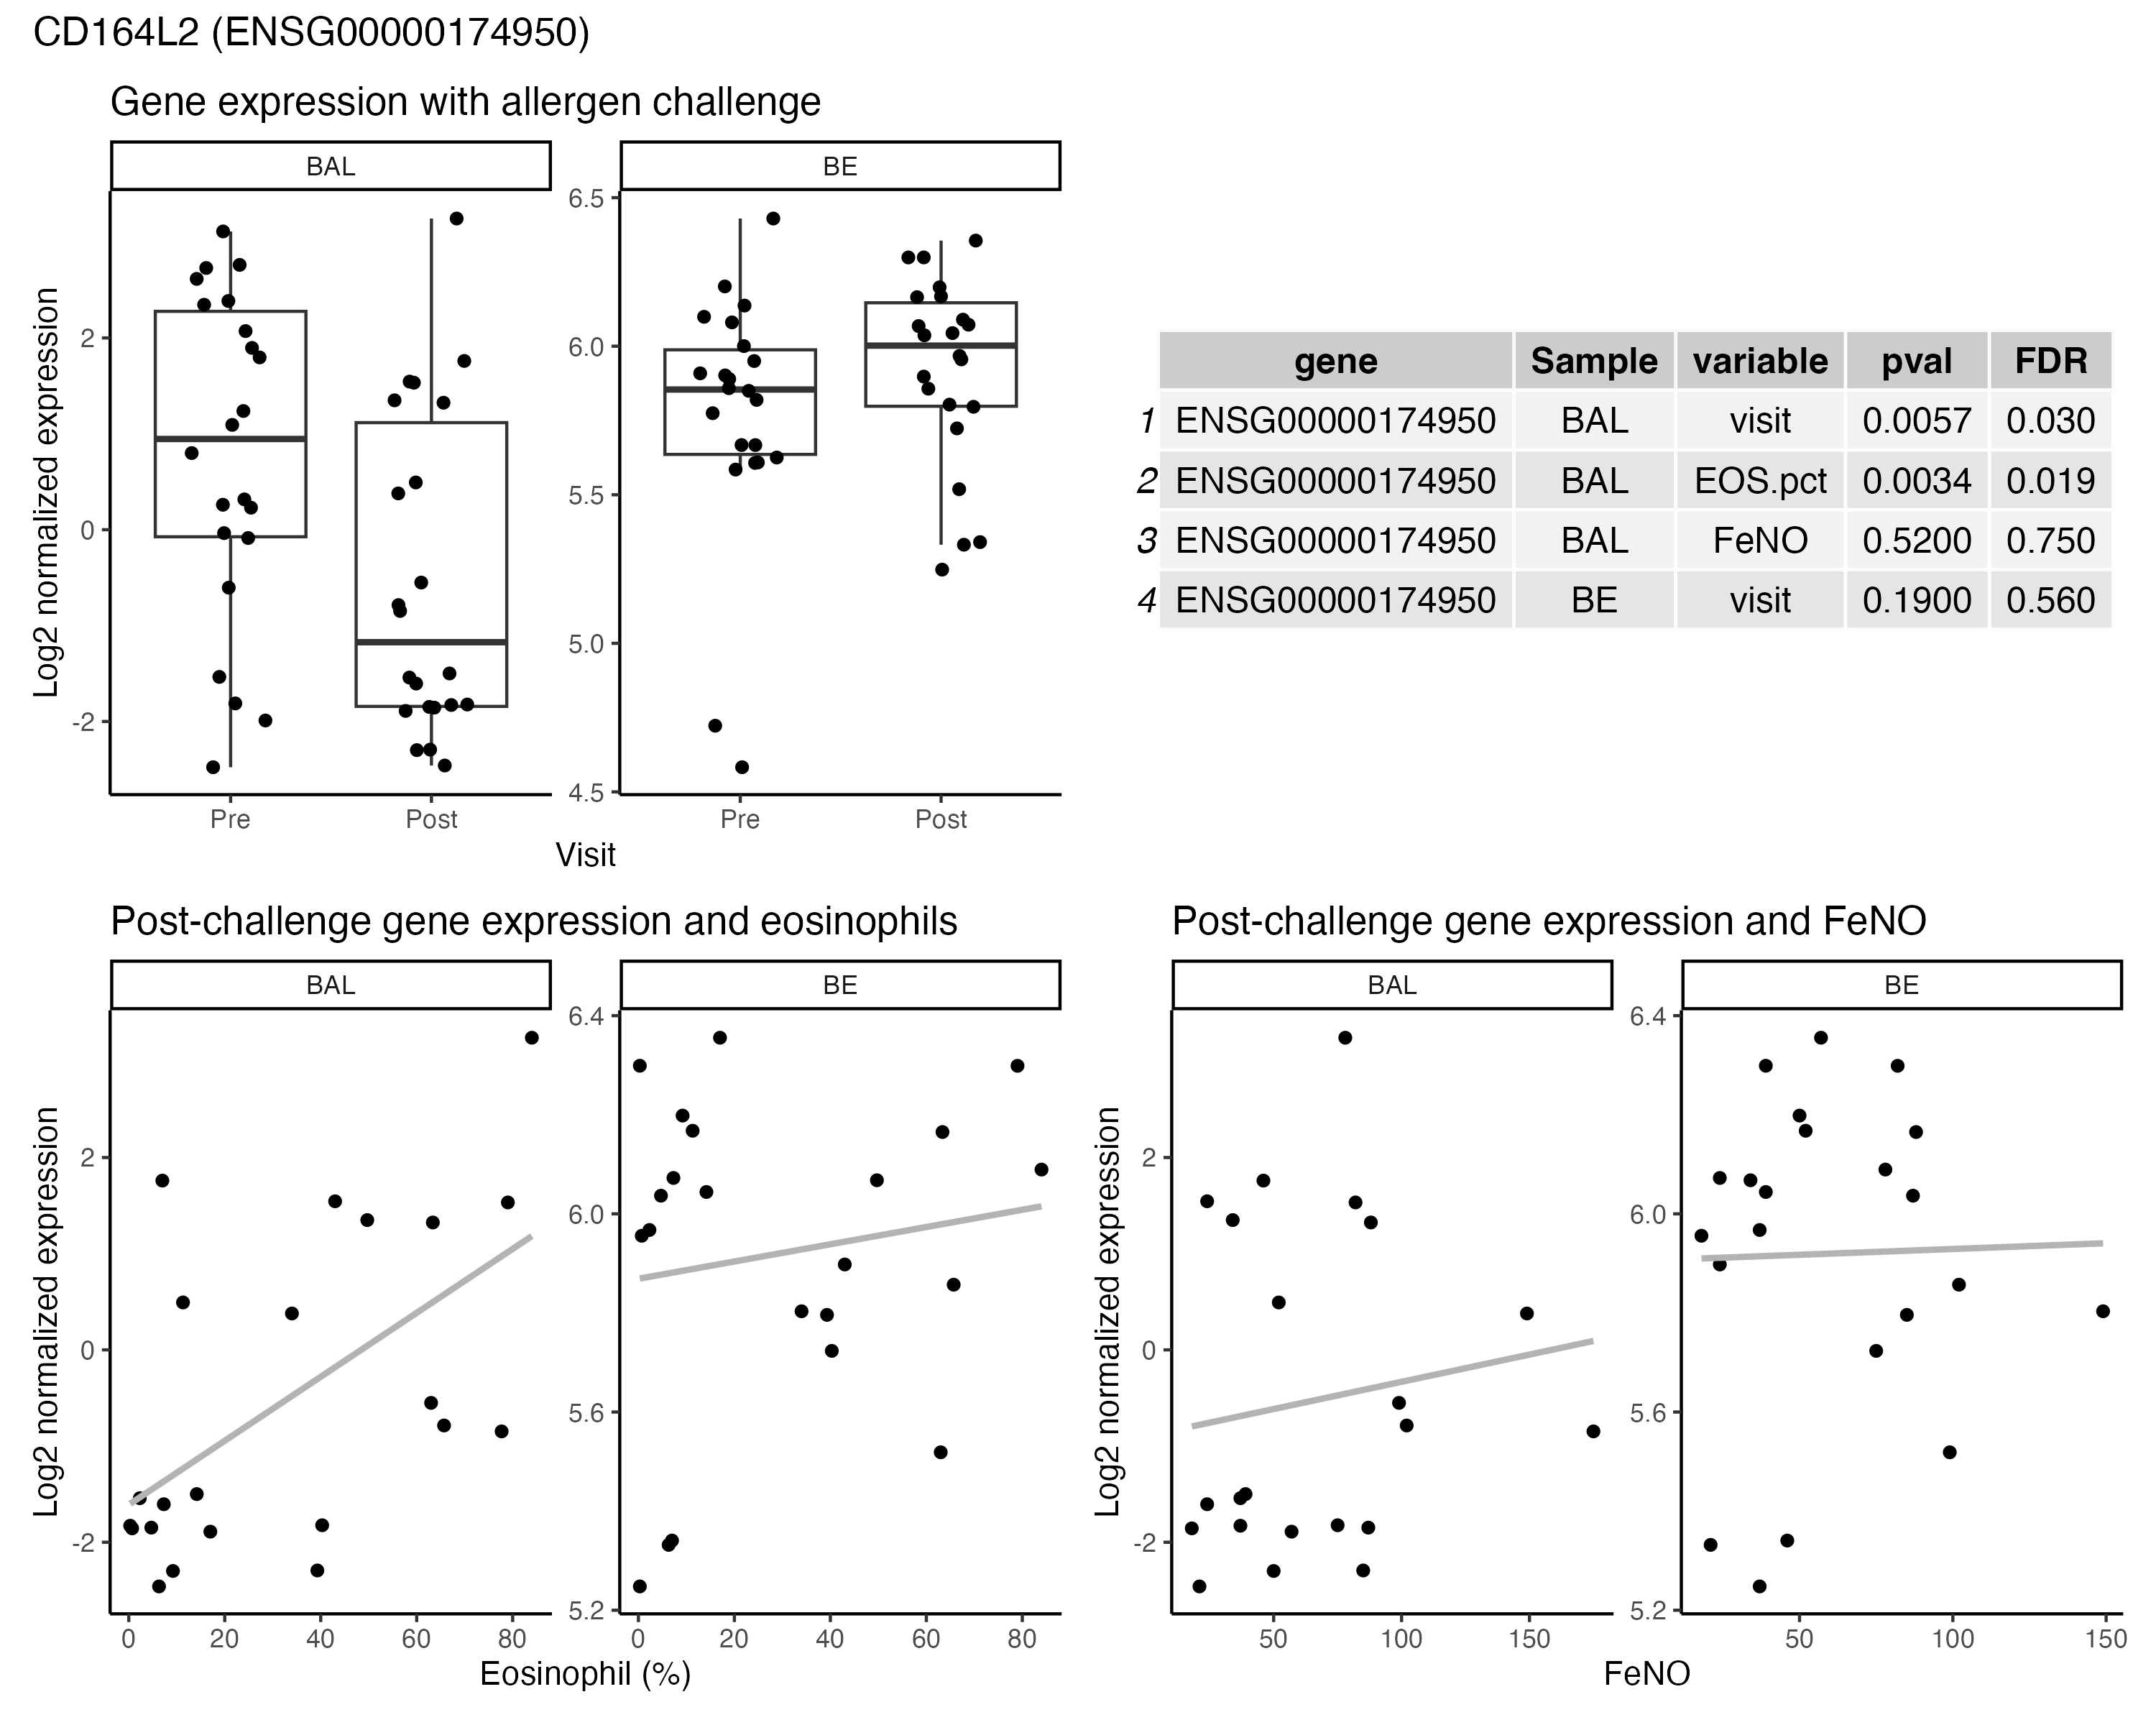 CD164L2 (ENSG00000174950)
Gene expression with allergen challenge
BAL
BE
Log2 normalized expression
2
0
-2
6.5
6.0
5.5
5.0
4.5
Pre
Post
Pre
Post
Visit
gene Sample variable pval FDR
1 ENSG00000174950 BAL visit 0.0057 0.030
2 ENSG00000174950 BAL EOS.pct 0.0034 0.019
3 ENSG00000174950 BAL FeNO 0.5200 0.750
4 ENSG00000174950 BE visit 0.1900 0.560
Post-challenge gene expression and eosinophils
BAL
BE
Log2 normalized expression
2
0
-2
6.4
6.0
5.6
5.2
0 20 40 60 80
0 20 40 60 80
Eosinophil (%)
Post-challenge gene expression and FeNO
BAL
BE
Log2 normalized expression
2
0
-2
6.4
6.0
5.6
5.2
50 100 150
50 100 150
FeNO